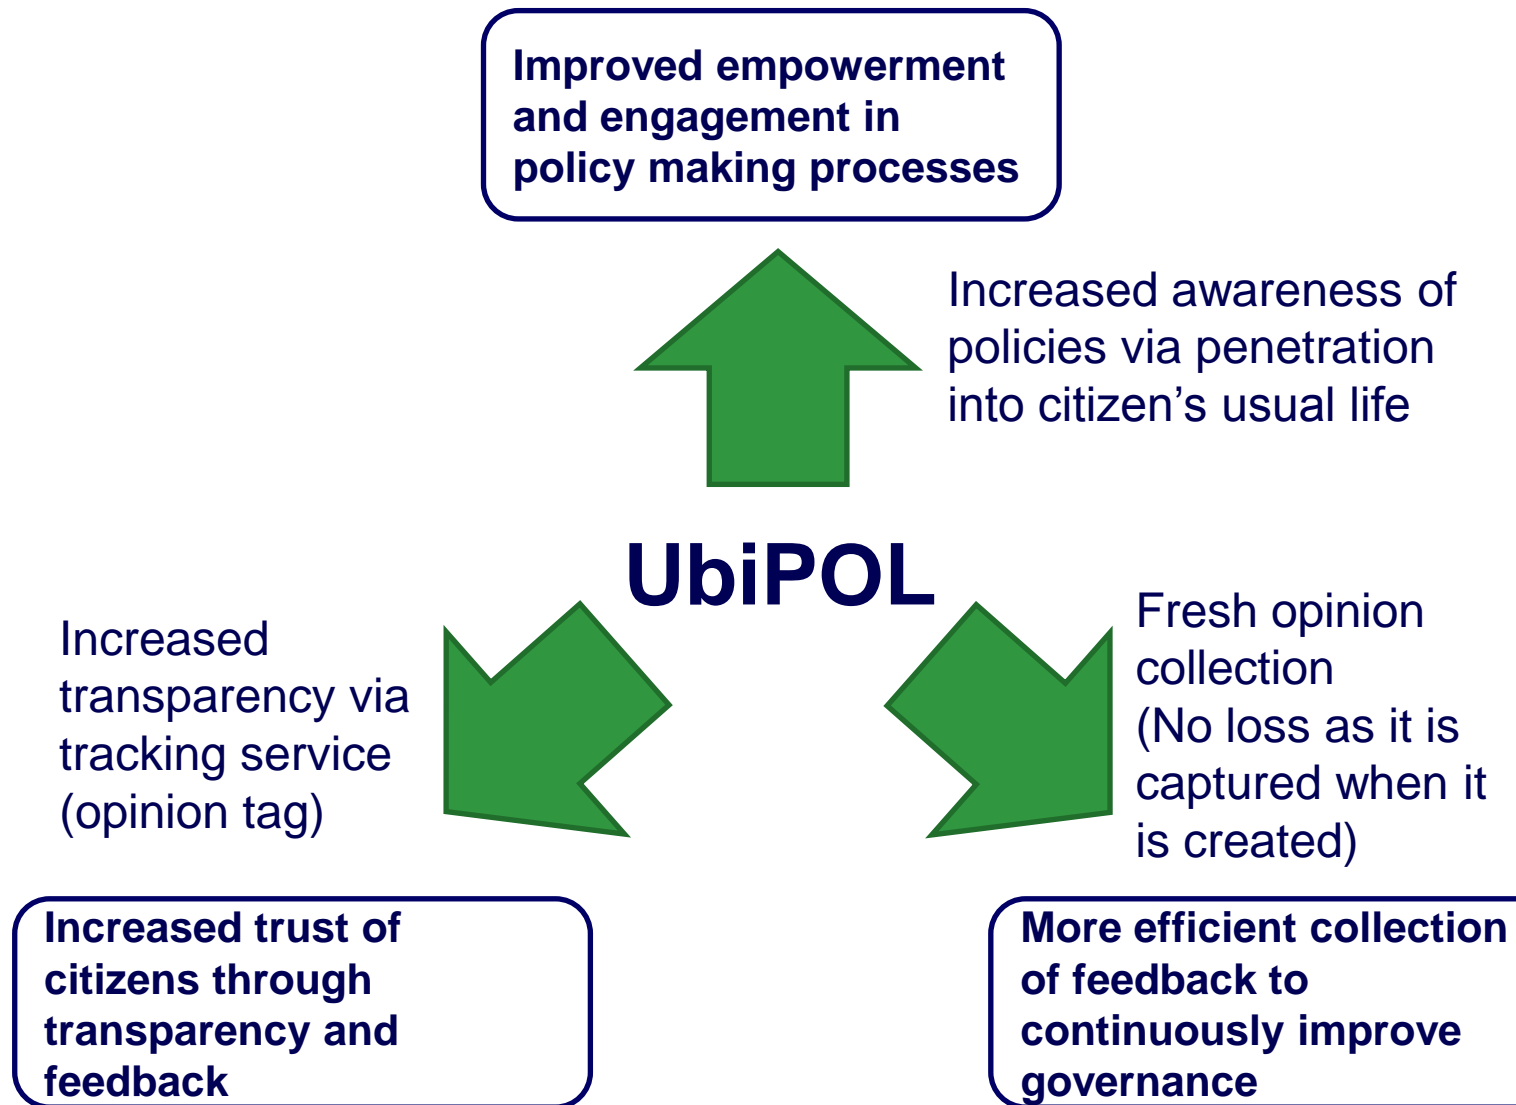 Improved empowerment
and engagement in
policy making processes
Increased awareness of
policies via penetration
into citizen’s usual life
UbiPOL
Increased
transparency via
tracking service
(opinion tag)
Fresh opinion
collection
(No loss as it is
captured when it
is created)
Increased trust of
citizens through
transparency and
feedback
More efficient collection
of feedback to
continuously improve
governance